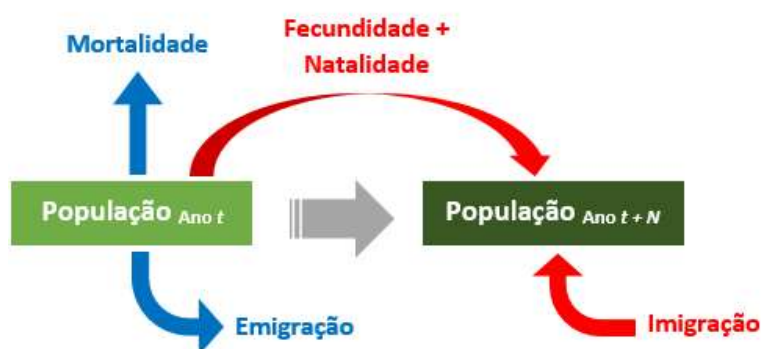 Mortalidade
Fecundidade +
Natalidade
População Ano t
População Ano t + N
Emigração
Imigração